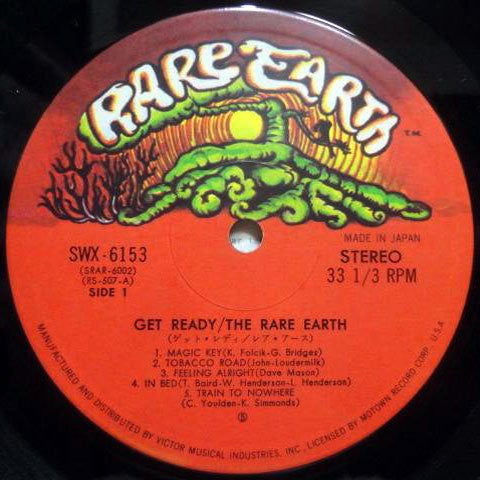 RARE EARTH
TM
MADE IN JAPAN
SWX-6153
(SRAR-6002)
(RS-507-A)
SIDE 1
STEREO
33 1/3 RPM
GET READY/THE RARE EARTH
(ゲット・レディ/レア・アース)
1. MAGIC KEY(K. Folcik-G. Bridges)
2. TOBACCO ROAD(John-Loudermilk)
3. FEELING ALRIGHT(Dave Mason)
4. IN BED(T. Baird-W. Henderson-L. Henderson)
5. TRAIN TO NOWHERE
(C. Youlden-K. Simmonds)
Ⓢ
MANUFACTURED AND DISTRIBUTED BY VICTOR MUSICAL INDUSTRIES, INC., LICENSED BY MOTOWN RECORD CORP. U.S.A